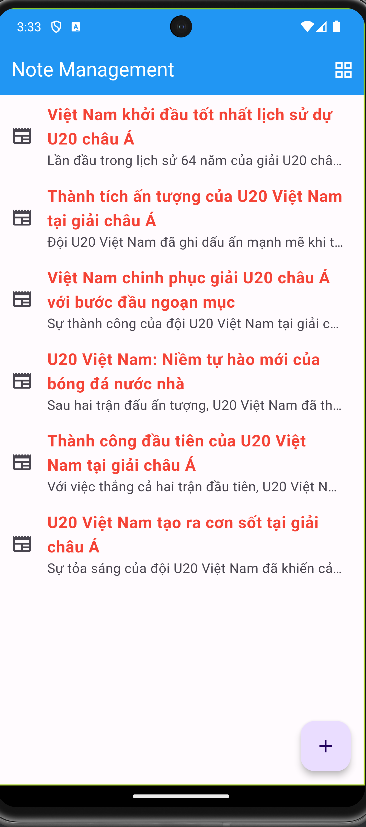 3:33
Note Management
Việt Nam khởi đầu tốt nhất lịch sử dự
U20 châu Á
Lần đầu trong lịch sử 64 năm của giải U20 châ...
Thành tích ấn tượng của U20 Việt Nam
tại giải châu Á
Đội U20 Việt Nam đã ghi dấu ấn mạnh mẽ khi t...
Việt Nam chinh phục giải U20 châu Á
với bước đầu ngoạn mục
Sự thành công của đội U20 Việt Nam tại giải c...
U20 Việt Nam: Niềm tự hào mới của
bóng đá nước nhà
Sau hai trận đấu ấn tượng, U20 Việt Nam đã th...
Thành công đầu tiên của U20 Việt
Nam tại giải châu Á
Với việc thắng cả hai trận đầu tiên, U20 Việt N...
U20 Việt Nam tạo ra cơn sốt tại giải
châu Á
Sự tỏa sáng của đội U20 Việt Nam đã khiến cả...